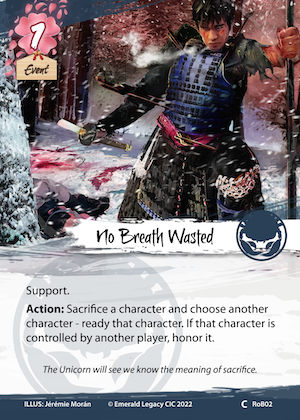 1
Event
No Breath Wasted
Support.
Action: Sacrifice a character and choose another
character - ready that character. If that character is
controlled by another player, honor it.
The Unicorn will see we know the meaning of sacrifice.
ILLUS: Jérémie Morán © Emerald Legacy CIC 2022 C RoB02